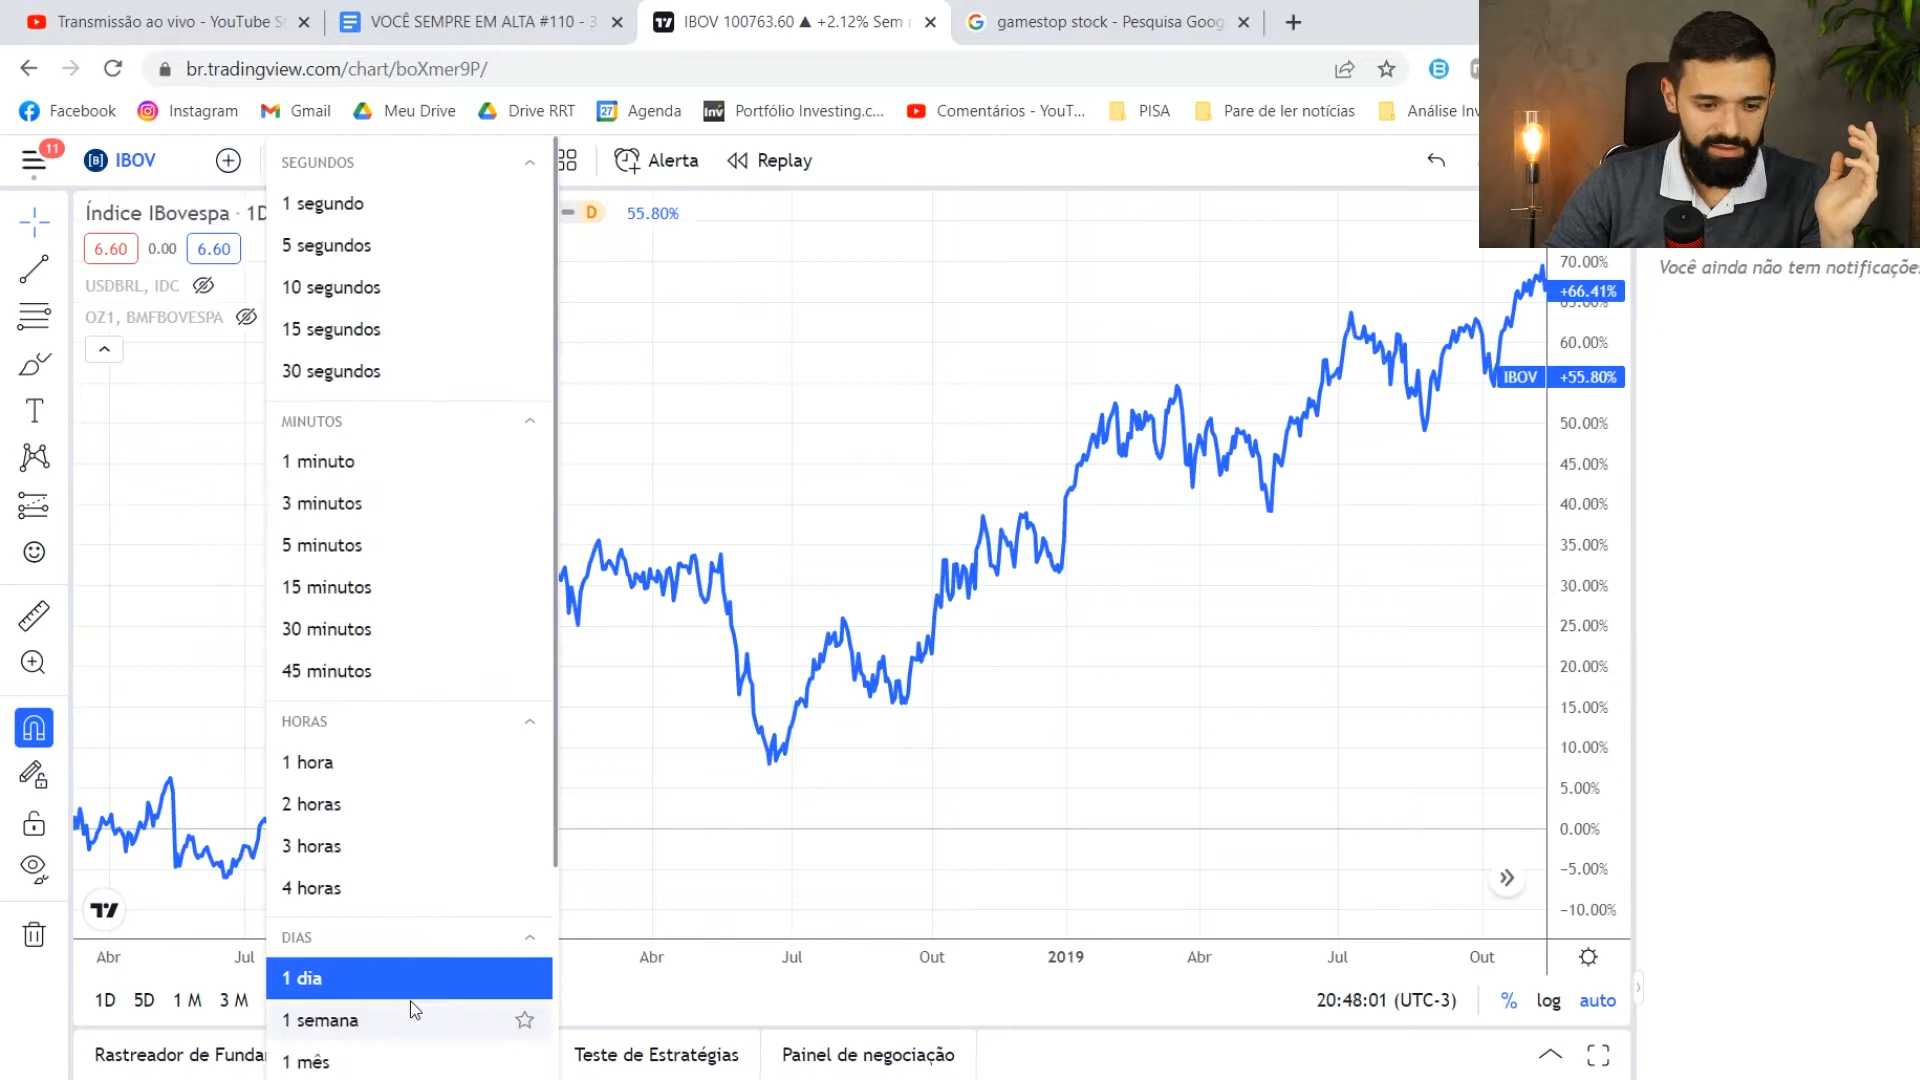 Transmissão ao vivo - YouTube S
VOCÊ SEMPRE EM ALTA #110 - 3
IBOV 100763.60 ▲ +2.12% Sem
gamestop stock - Pesquisa Goog
br.tradingview.com/chart/boXmer9P/
Facebook
Instagram
Gmail
Meu Drive
Drive RRT
27
Agenda
Inv
Portfólio Investing.c...
Comentários - YouT...
PISA
Pare de ler notícias
Análise Inv
11
[B] IBOV
Alerta
Replay
Índice IBovespa · 1D
D
55.80%
6.60
0.00
6.60
USDBRL, IDC
OZ1, BMFBOVESPA
SEGUNDOS
1 segundo
5 segundos
10 segundos
15 segundos
30 segundos
MINUTOS
1 minuto
3 minutos
5 minutos
15 minutos
30 minutos
45 minutos
HORAS
1 hora
2 horas
3 horas
4 horas
DIAS
1 dia
1 semana
1 mês
Você ainda não tem notificaçõe
70.00%
+66.41%
65.00%
60.00%
IBOV +55.80%
50.00%
45.00%
40.00%
35.00%
30.00%
25.00%
20.00%
15.00%
10.00%
5.00%
0.00%
−5.00%
−10.00%
Abr
Jul
Abr
Jul
Out
2019
Abr
Jul
Out
1D
5D
1 M
3 M
20:48:01 (UTC-3)
%
log
auto
Rastreador de Funda
Teste de Estratégias
Painel de negociação